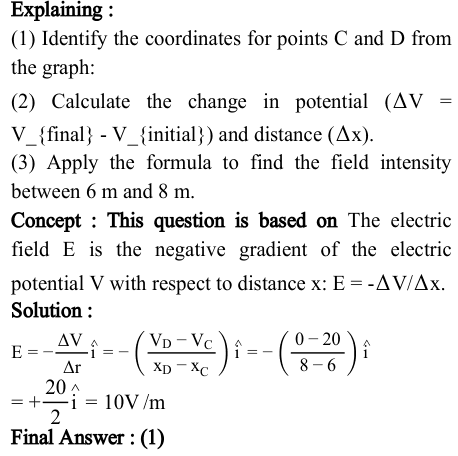 Explaining :
(1) Identify the coordinates for points C and D from
the graph:
(2) Calculate the change in potential (ΔV =
V_{final} - V_{initial}) and distance (Δx).
(3) Apply the formula to find the field intensity
between 6 m and 8 m.
Concept : This question is based on The electric
field E is the negative gradient of the electric
potential V with respect to distance x: E = -ΔV/Δx.
Solution :
E = −ΔV/Δr î = −((V_D − V_C)/(x_D − x_C)) î = −((0 − 20)/(8 − 6)) î
= +20/2 î = 10V/m
Final Answer : (1)